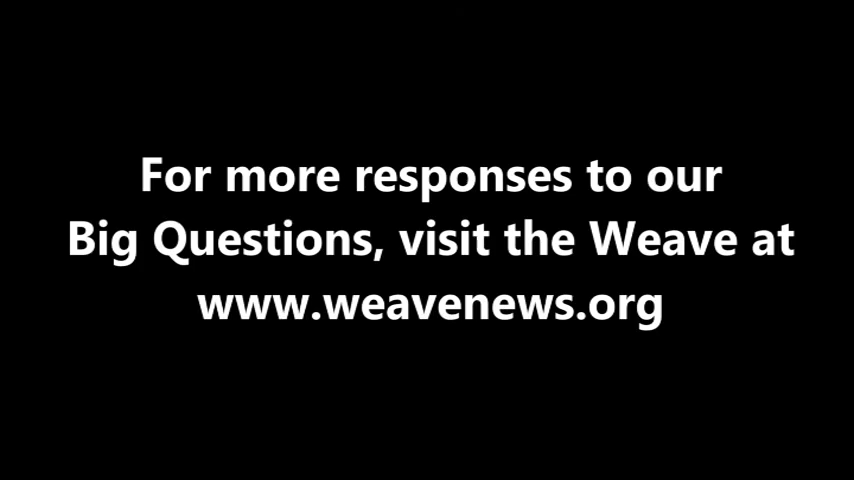 For more responses to our
Big Questions, visit the Weave at
www.weavenews.org